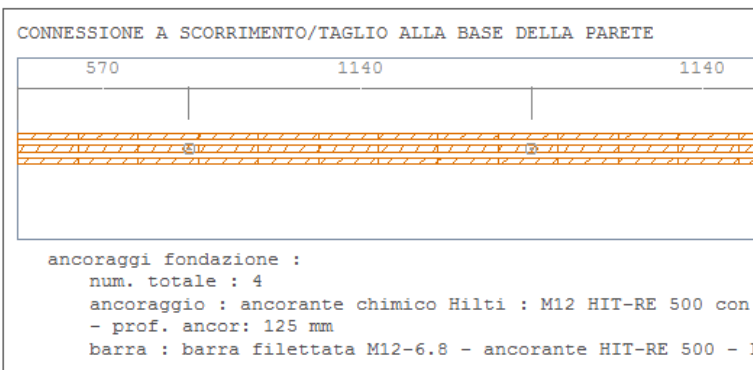 CONNESSIONE A SCORRIMENTO/TAGLIO ALLA BASE DELLA PARETE
570 1140 1140
ancoraggi fondazione :
num. totale : 4
ancoraggio : ancorante chimico Hilti : M12 HIT-RE 500 con
- prof. ancor: 125 mm
barra : barra filettata M12-6.8 - ancorante HIT-RE 500 -